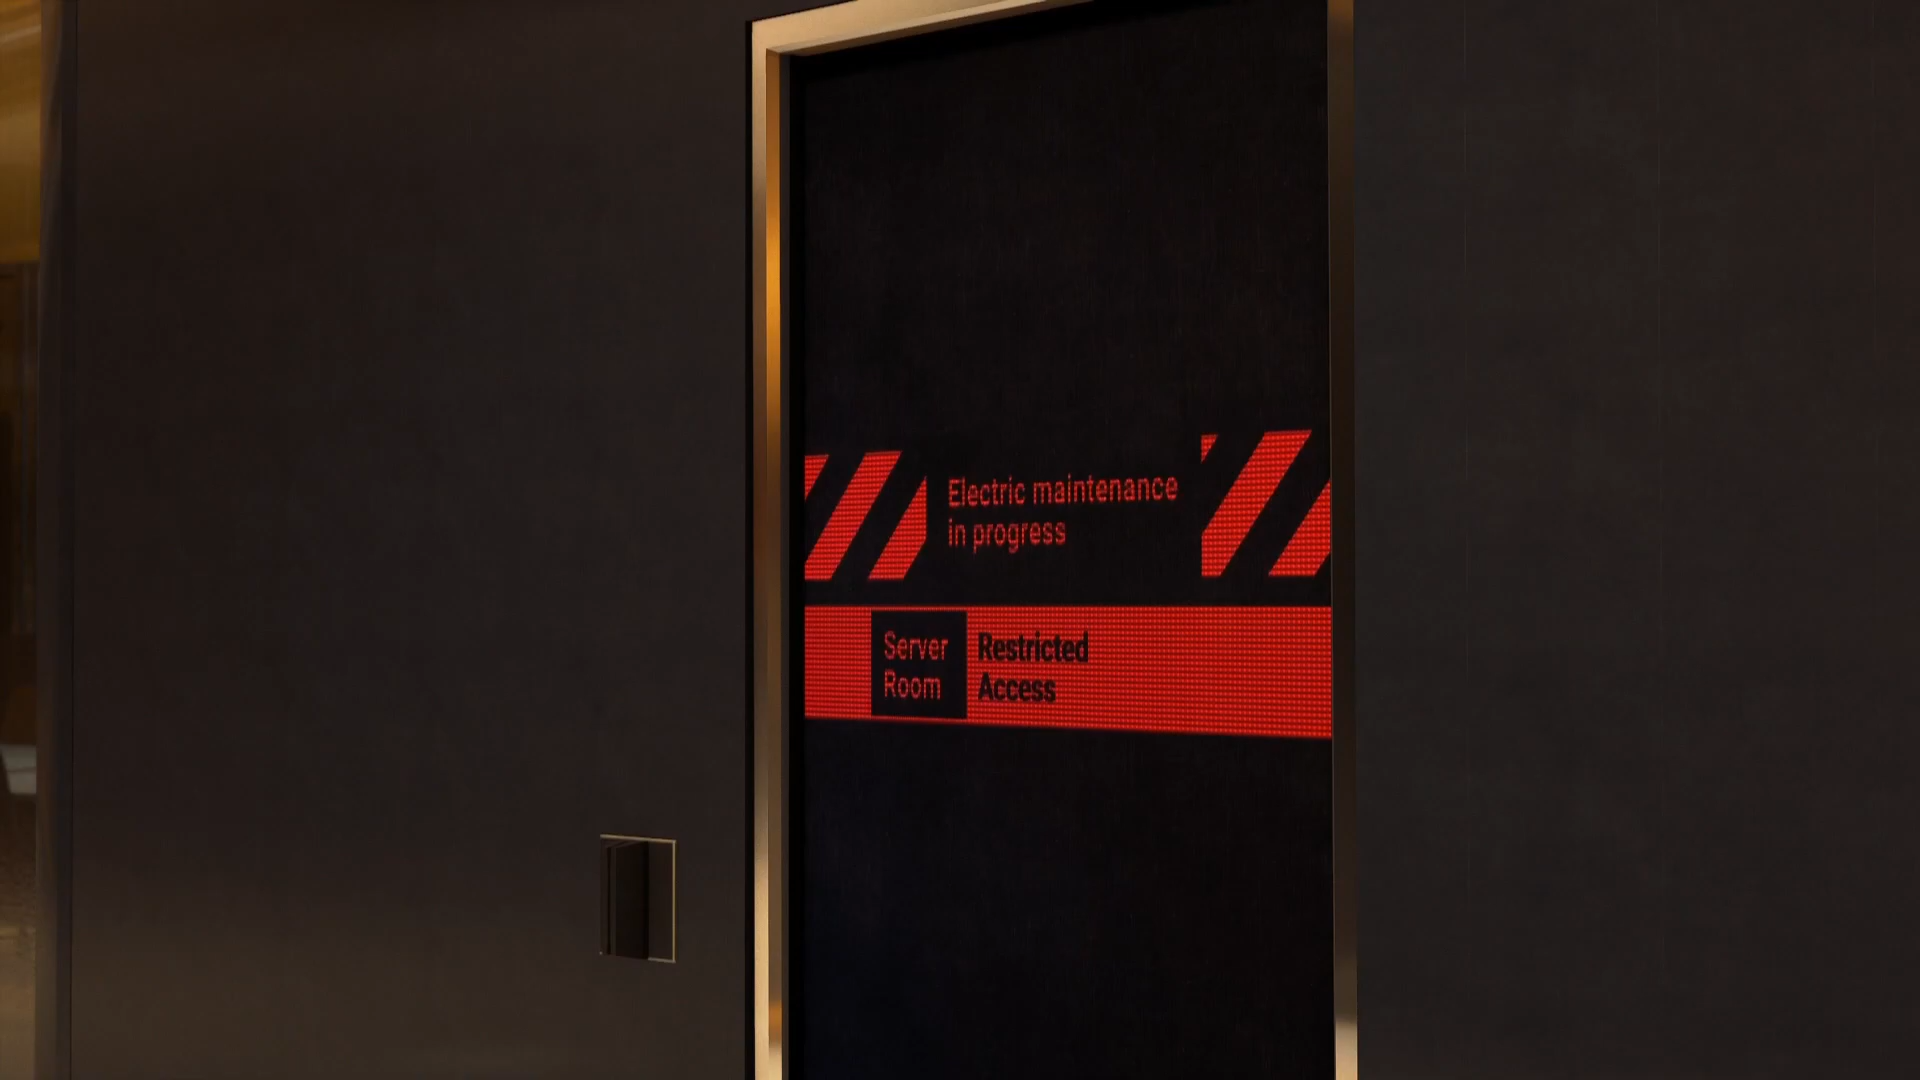 Electric maintenance
in progress
Server
Room
Restricted
Access